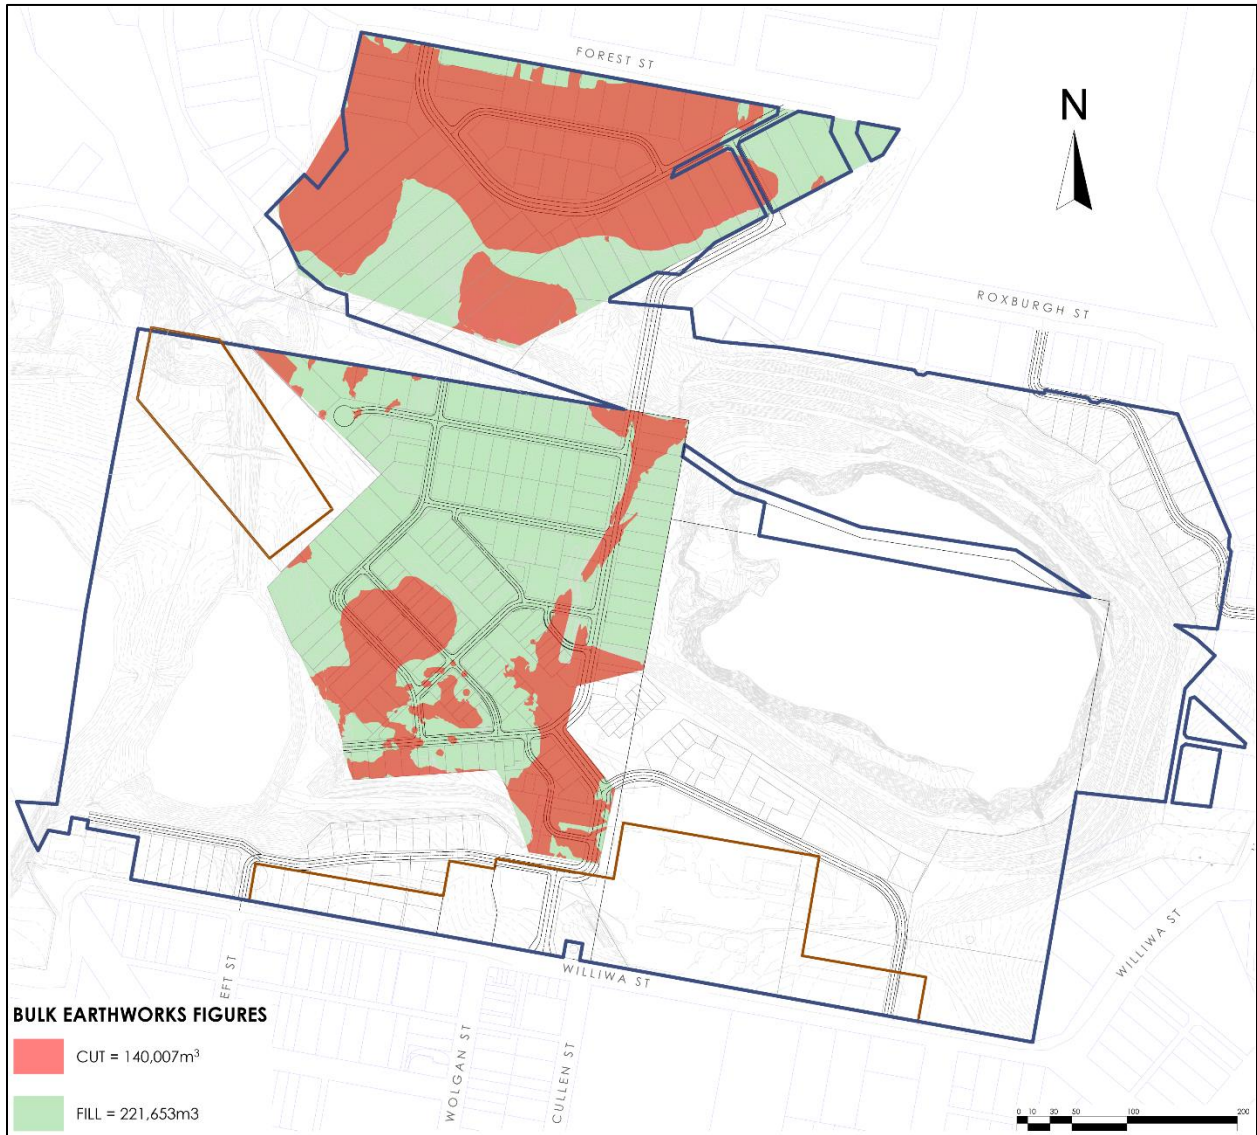 FOREST ST
N
ROXBURGH ST
WILLIWA ST
EFT ST
WILLIWA ST
WOLGAN ST
CULLEN ST
BULK EARTHWORKS FIGURES
CUT = 140,007m³
FILL = 221,653m3
0 10 30 50 100 200